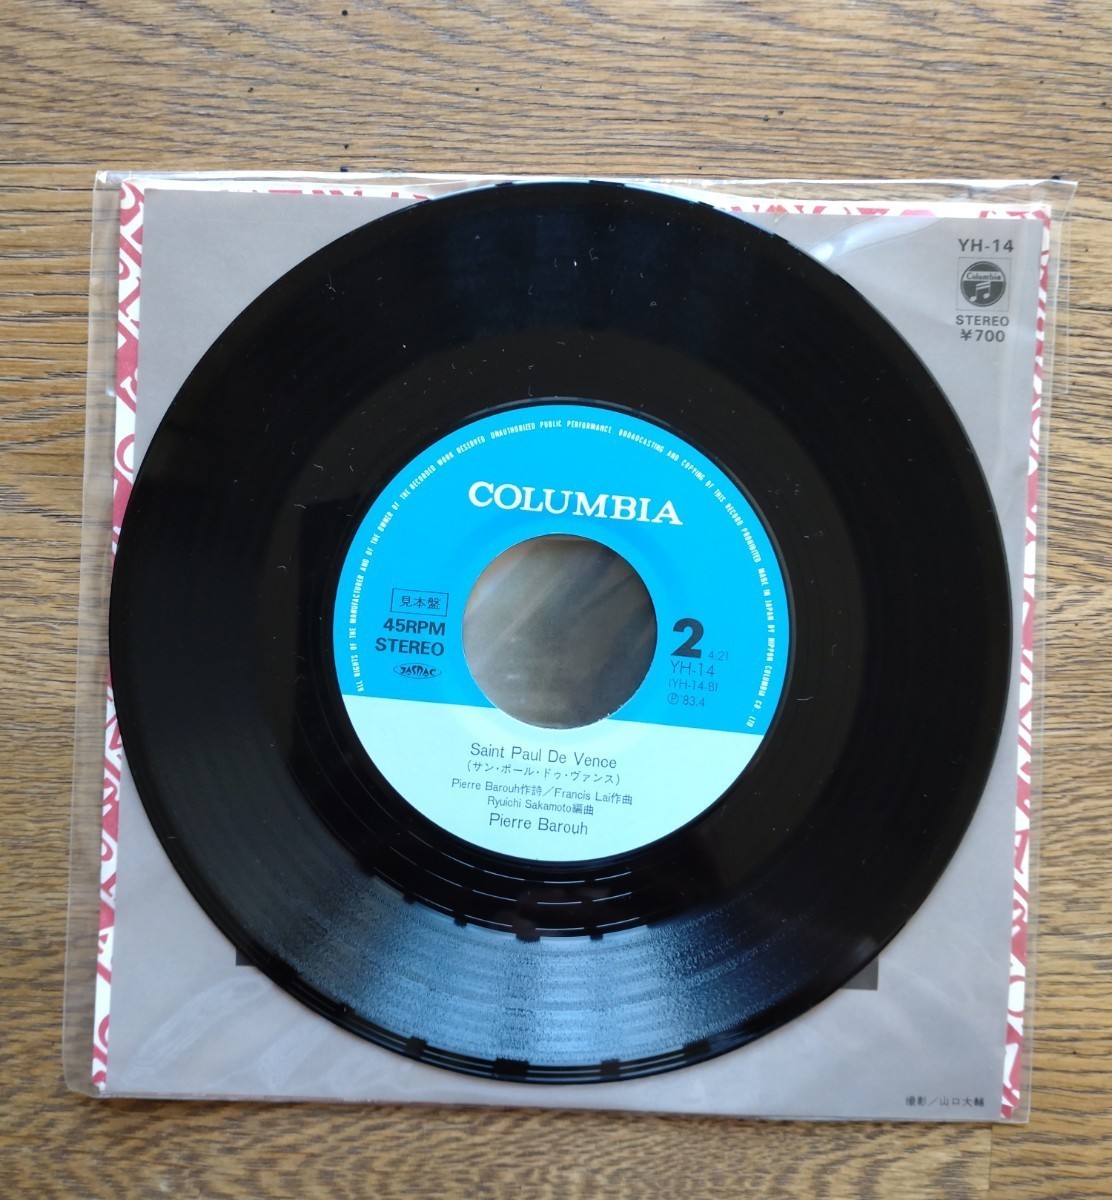 YH-14
Columbia
STEREO
¥700
ALL RIGHTS OF THE MANUFACTURER AND OF THE OWNER OF THE RECORDED WORK RESERVED UNAUTHORIZED PUBLIC PERFORMANCE BROADCASTING AND COPYING OF THIS RECORD PROHIBITED MADE IN JAPAN BY NIPPON COLUMBIA CO., LTD
COLUMBIA
見本盤
45RPM
STEREO
JASRAC
2 4:21
YH-14
(YH-14-B)
Ⓟ'83.4
Saint Paul De Vence
(サン・ポール・ドゥ・ヴァンス)
Pierre Barouh作詩/Francis Lai作曲
Ryuichi Sakamoto編曲
Pierre Barouh
撮影/山口大輔